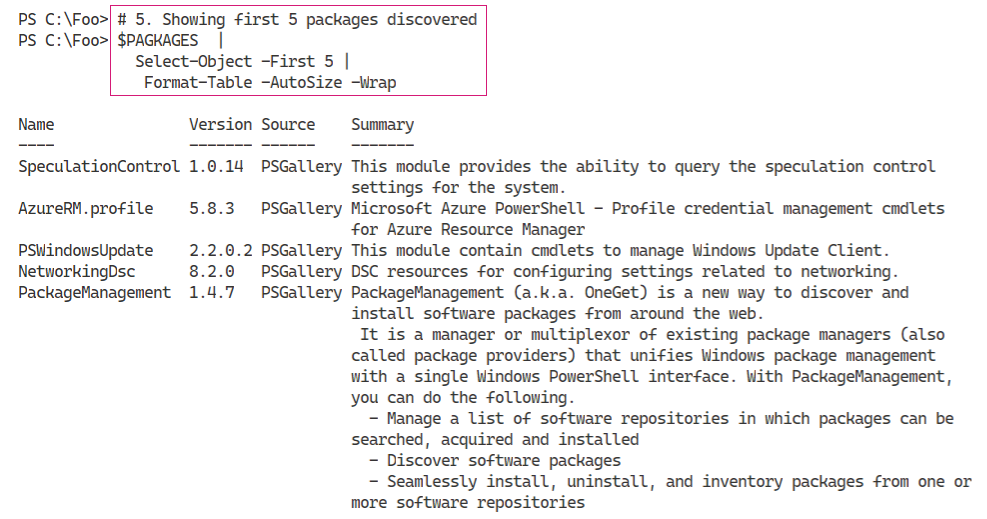 PS C:\Foo> # 5. Showing first 5 packages discovered
PS C:\Foo> $PAGKAGES  |
             Select-Object -First 5 |
              Format-Table -AutoSize -Wrap

Name               Version Source    Summary
----               ------- ------    -------
SpeculationControl 1.0.14  PSGallery This module provides the ability to query the speculation control
                                     settings for the system.
AzureRM.profile    5.8.3   PSGallery Microsoft Azure PowerShell - Profile credential management cmdlets
                                     for Azure Resource Manager
PSWindowsUpdate    2.2.0.2 PSGallery This module contain cmdlets to manage Windows Update Client.
NetworkingDsc      8.2.0   PSGallery DSC resources for configuring settings related to networking.
PackageManagement  1.4.7   PSGallery PackageManagement (a.k.a. OneGet) is a new way to discover and
                                     install software packages from around the web.
                                      It is a manager or multiplexor of existing package managers (also
                                     called package providers) that unifies Windows package management
                                     with a single Windows PowerShell interface. With PackageManagement,
                                     you can do the following.
                                       - Manage a list of software repositories in which packages can be
                                     searched, acquired and installed
                                       - Discover software packages
                                       - Seamlessly install, uninstall, and inventory packages from one or
                                     more software repositories